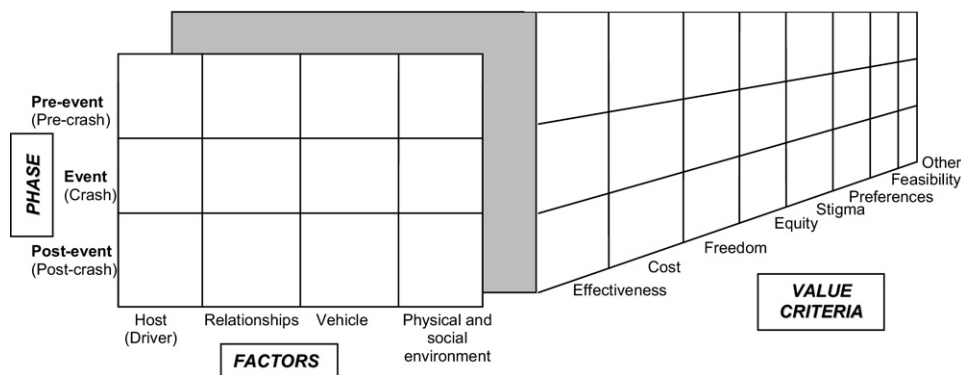 Pre-event
(Pre-crash)
PHASE
Event
(Crash)
Post-event
(Post-crash)
Host
(Driver)
Relationships
Vehicle
Physical and
social
environment
FACTORS
Effectiveness
Cost
Freedom
Equity
Stigma
Preferences
Feasibility
Other
VALUE
CRITERIA